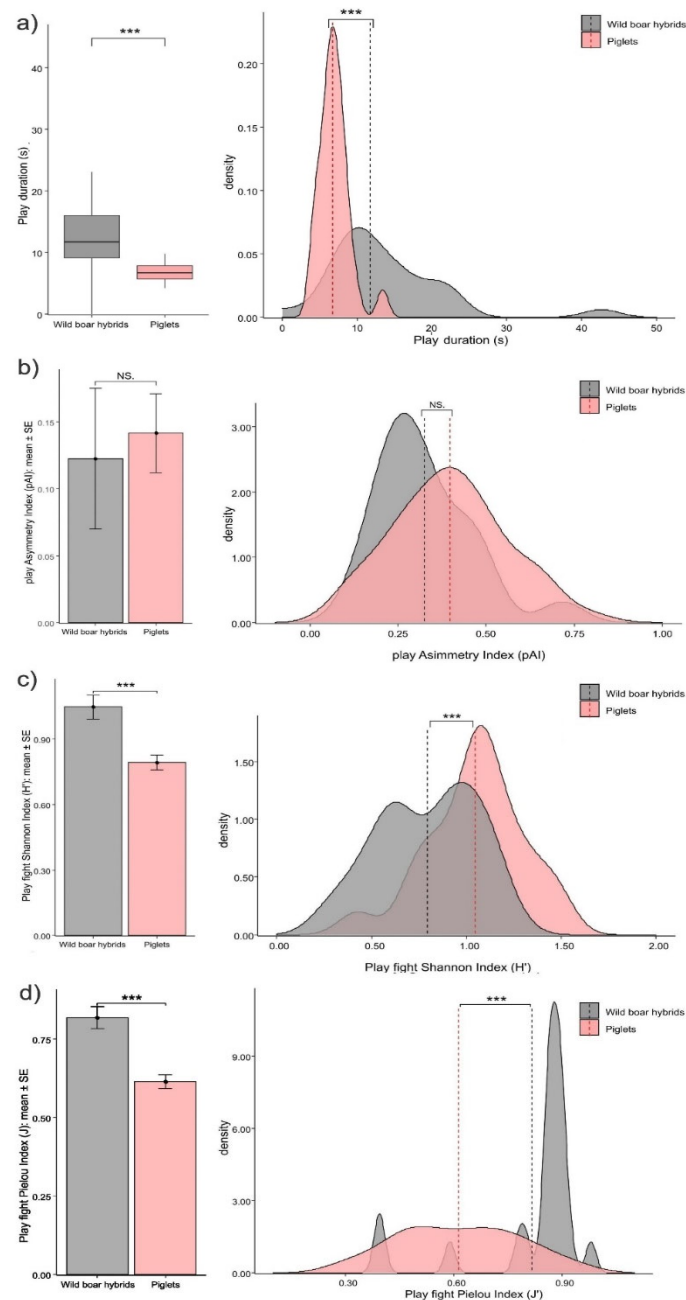 a)
***
Play duration (s)
40
30
20
10
0
Wild boar hybrids
Piglets
***
Wild boar hybrids
Piglets
density
0.20
0.15
0.10
0.05
0.00
0
10
20
30
40
50
Play duration (s)
b)
NS.
play Asymmetry Index (pAI): mean ± SE
0.15
0.10
0.05
0.00
Wild boar hybrids
Piglets
NS.
Wild boar hybrids
Piglets
density
3.00
2.00
1.00
0.00
0.00
0.25
0.50
0.75
1.00
play Asimmetry Index (pAI)
c)
***
Play fight Shannon Index (H'): mean ± SE
0.90
0.60
0.30
0.00
Wild boar hybrids
Piglets
***
Wild boar hybrids
Piglets
density
1.50
1.00
0.50
0.00
0.00
0.50
1.00
1.50
2.00
Play fight Shannon Index (H')
d)
***
Play fight Pielou Index (J): mean ± SE
0.75
0.50
0.25
0.00
Wild boar hybrids
Piglets
***
Wild boar hybrids
Piglets
density
9.00
6.00
3.00
0.00
0.30
0.60
0.90
Play fight Pielou Index (J')